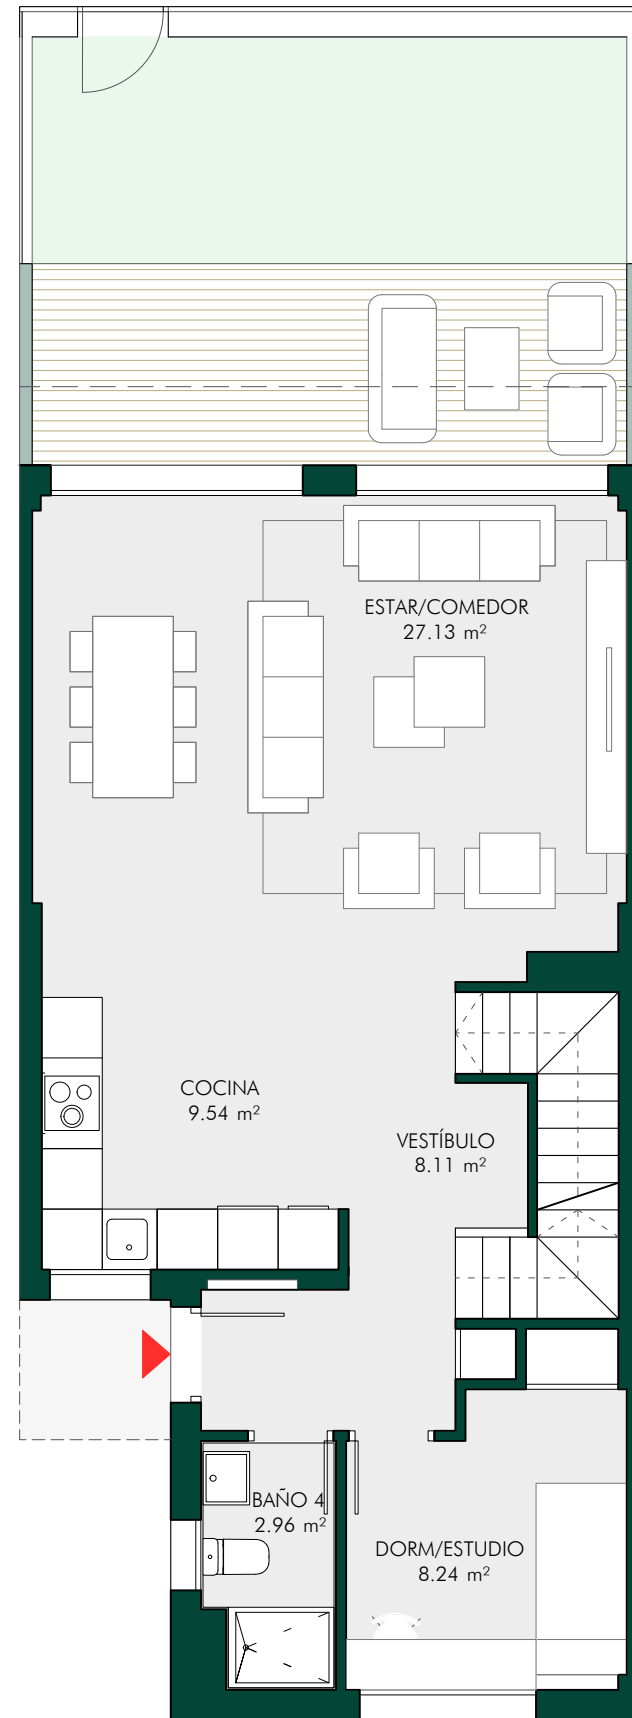 ESTAR/COMEDOR
27.13 m²
COCINA
9.54 m²
VESTÍBULO
8.11 m²
BAÑO 4
2.96 m²
DORM/ESTUDIO
8.24 m²